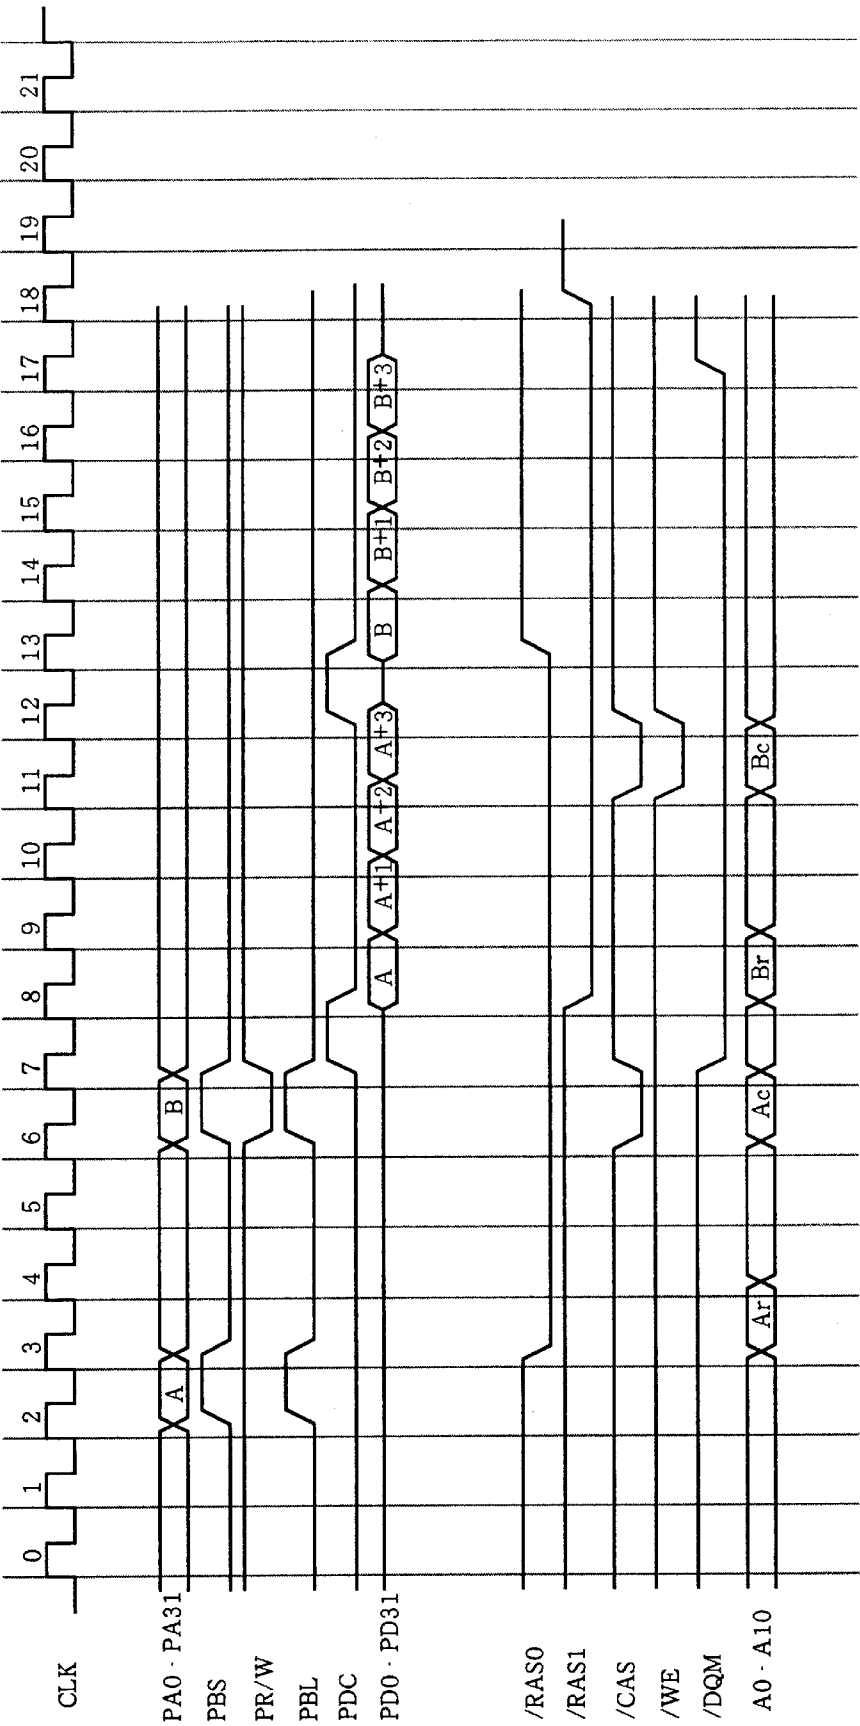 CLK 0 1 2 3 4 5 6 7 8 9 10 11 12 13 14 15 16 17 18 19 20 21
PA0 - PA31 A B
PBS
PR/W
PBL
PDC
PD0 - PD31 A A+1 A+2 A+3 B B+1 B+2 B+3
/RAS0
/RAS1
/CAS
/WE
/DQM
A0 - A10 Ar Ac Br Bc